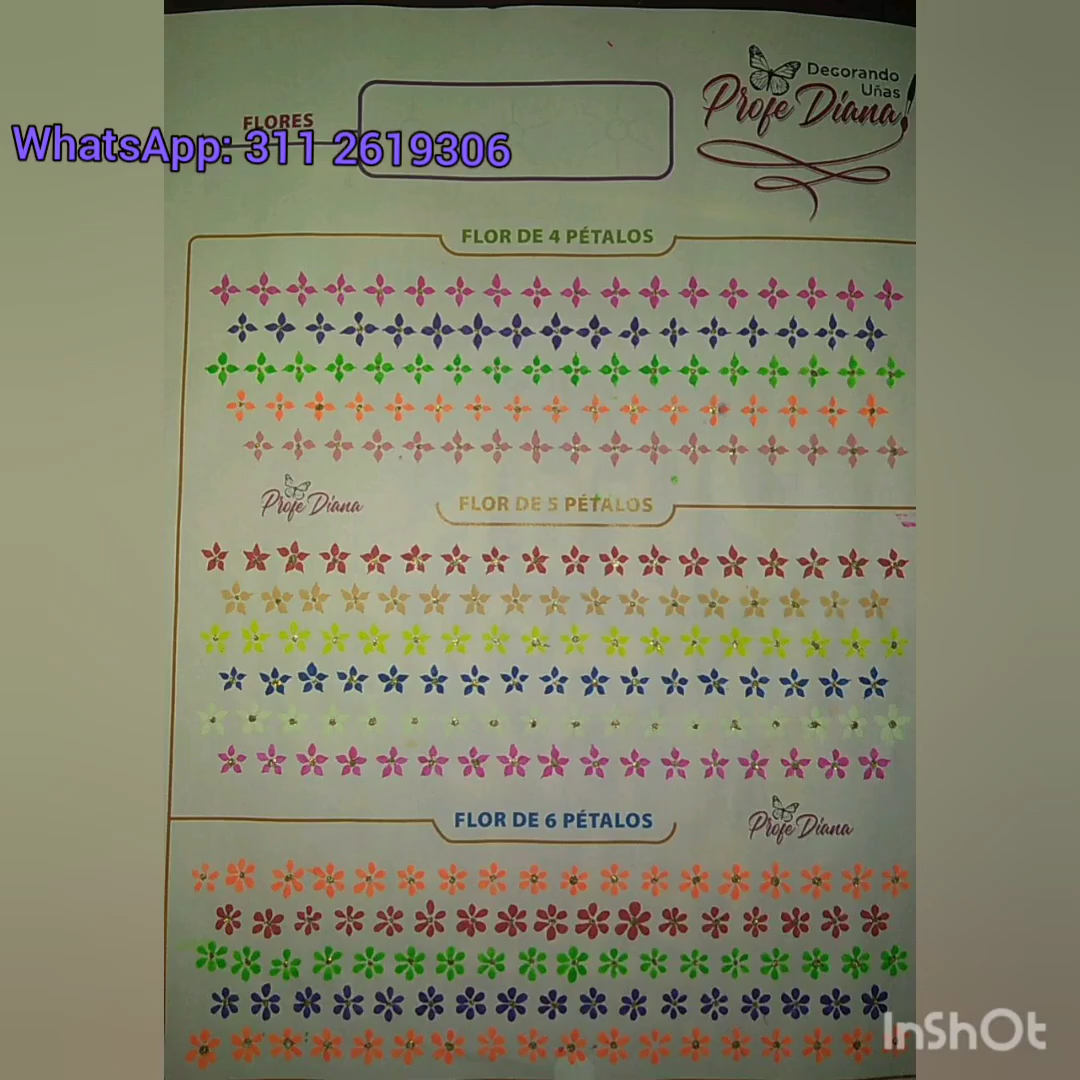 Decorando
Uñas
Profe Diana
FLORES
WhatsApp: 311 2619306
FLOR DE 4 PÉTALOS
Profe Diana
FLOR DE 5 PÉTALOS
FLOR DE 6 PÉTALOS
Profe Diana
InShOt